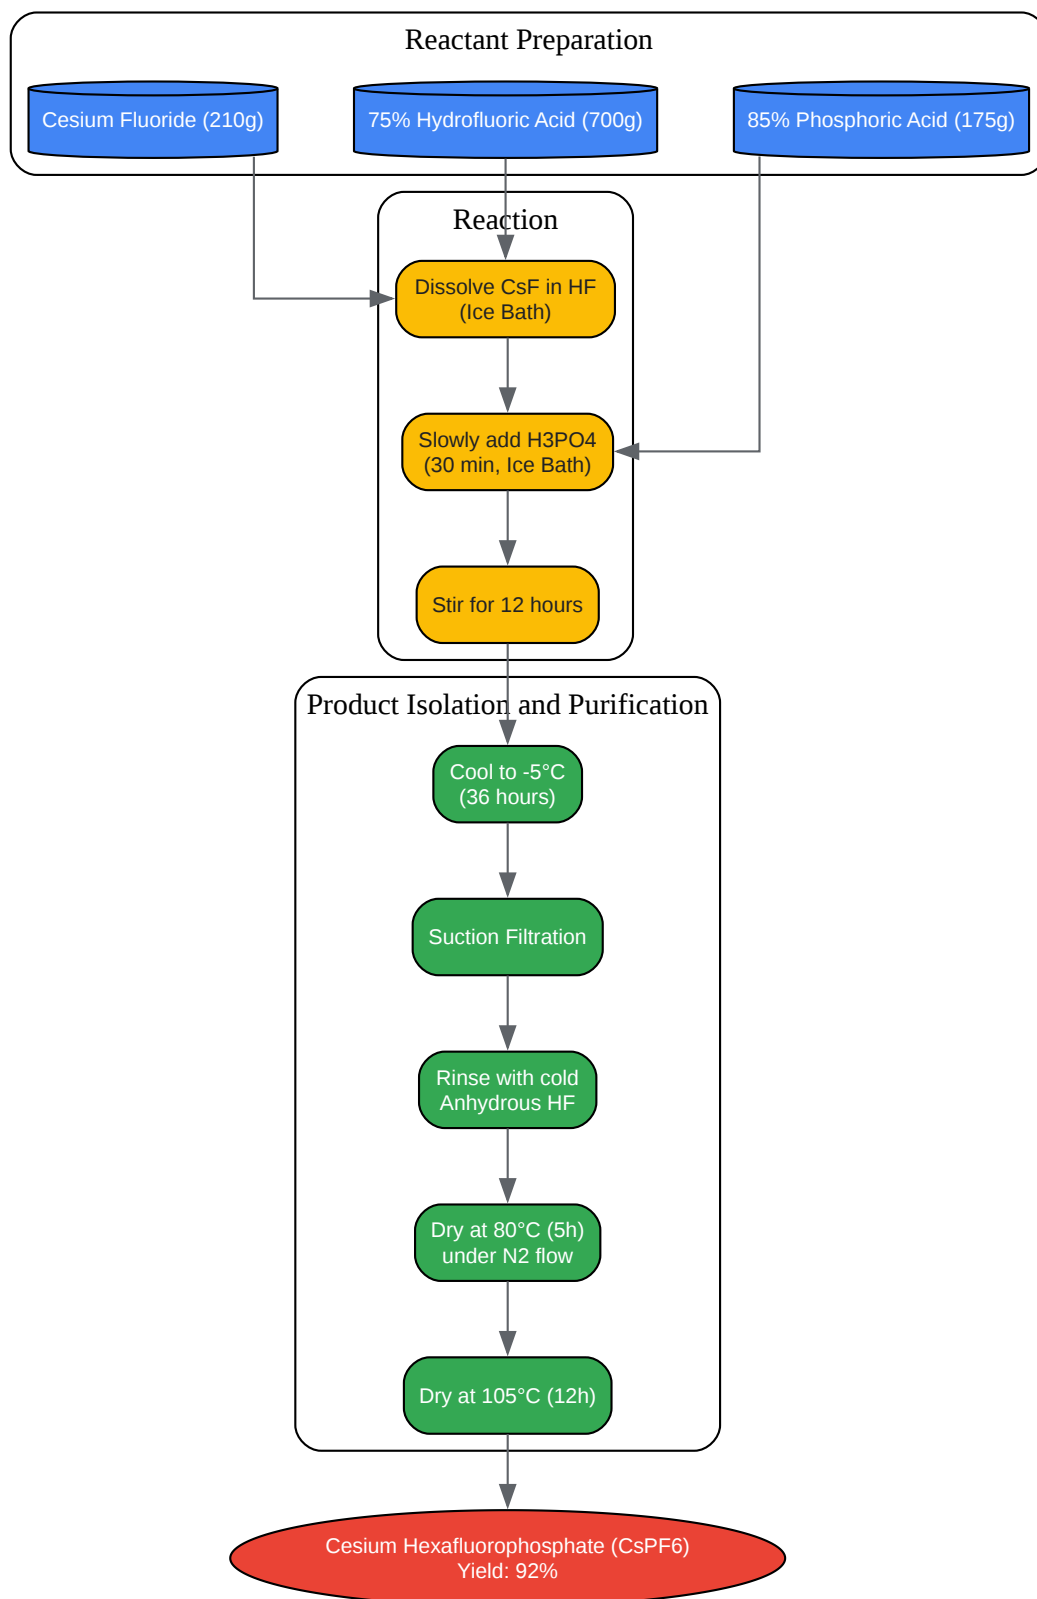 Reactant Preparation
Cesium Fluoride (210g)
75% Hydrofluoric Acid (700g)
85% Phosphoric Acid (175g)
Reaction
Dissolve CsF in HF
(Ice Bath)
Slowly add H3PO4
(30 min, Ice Bath)
Stir for 12 hours
Product Isolation and Purification
Cool to -5°C
(36 hours)
Suction Filtration
Rinse with cold
Anhydrous HF
Dry at 80°C (5h)
under N2 flow
Dry at 105°C (12h)
Cesium Hexafluorophosphate (CsPF6)
Yield: 92%